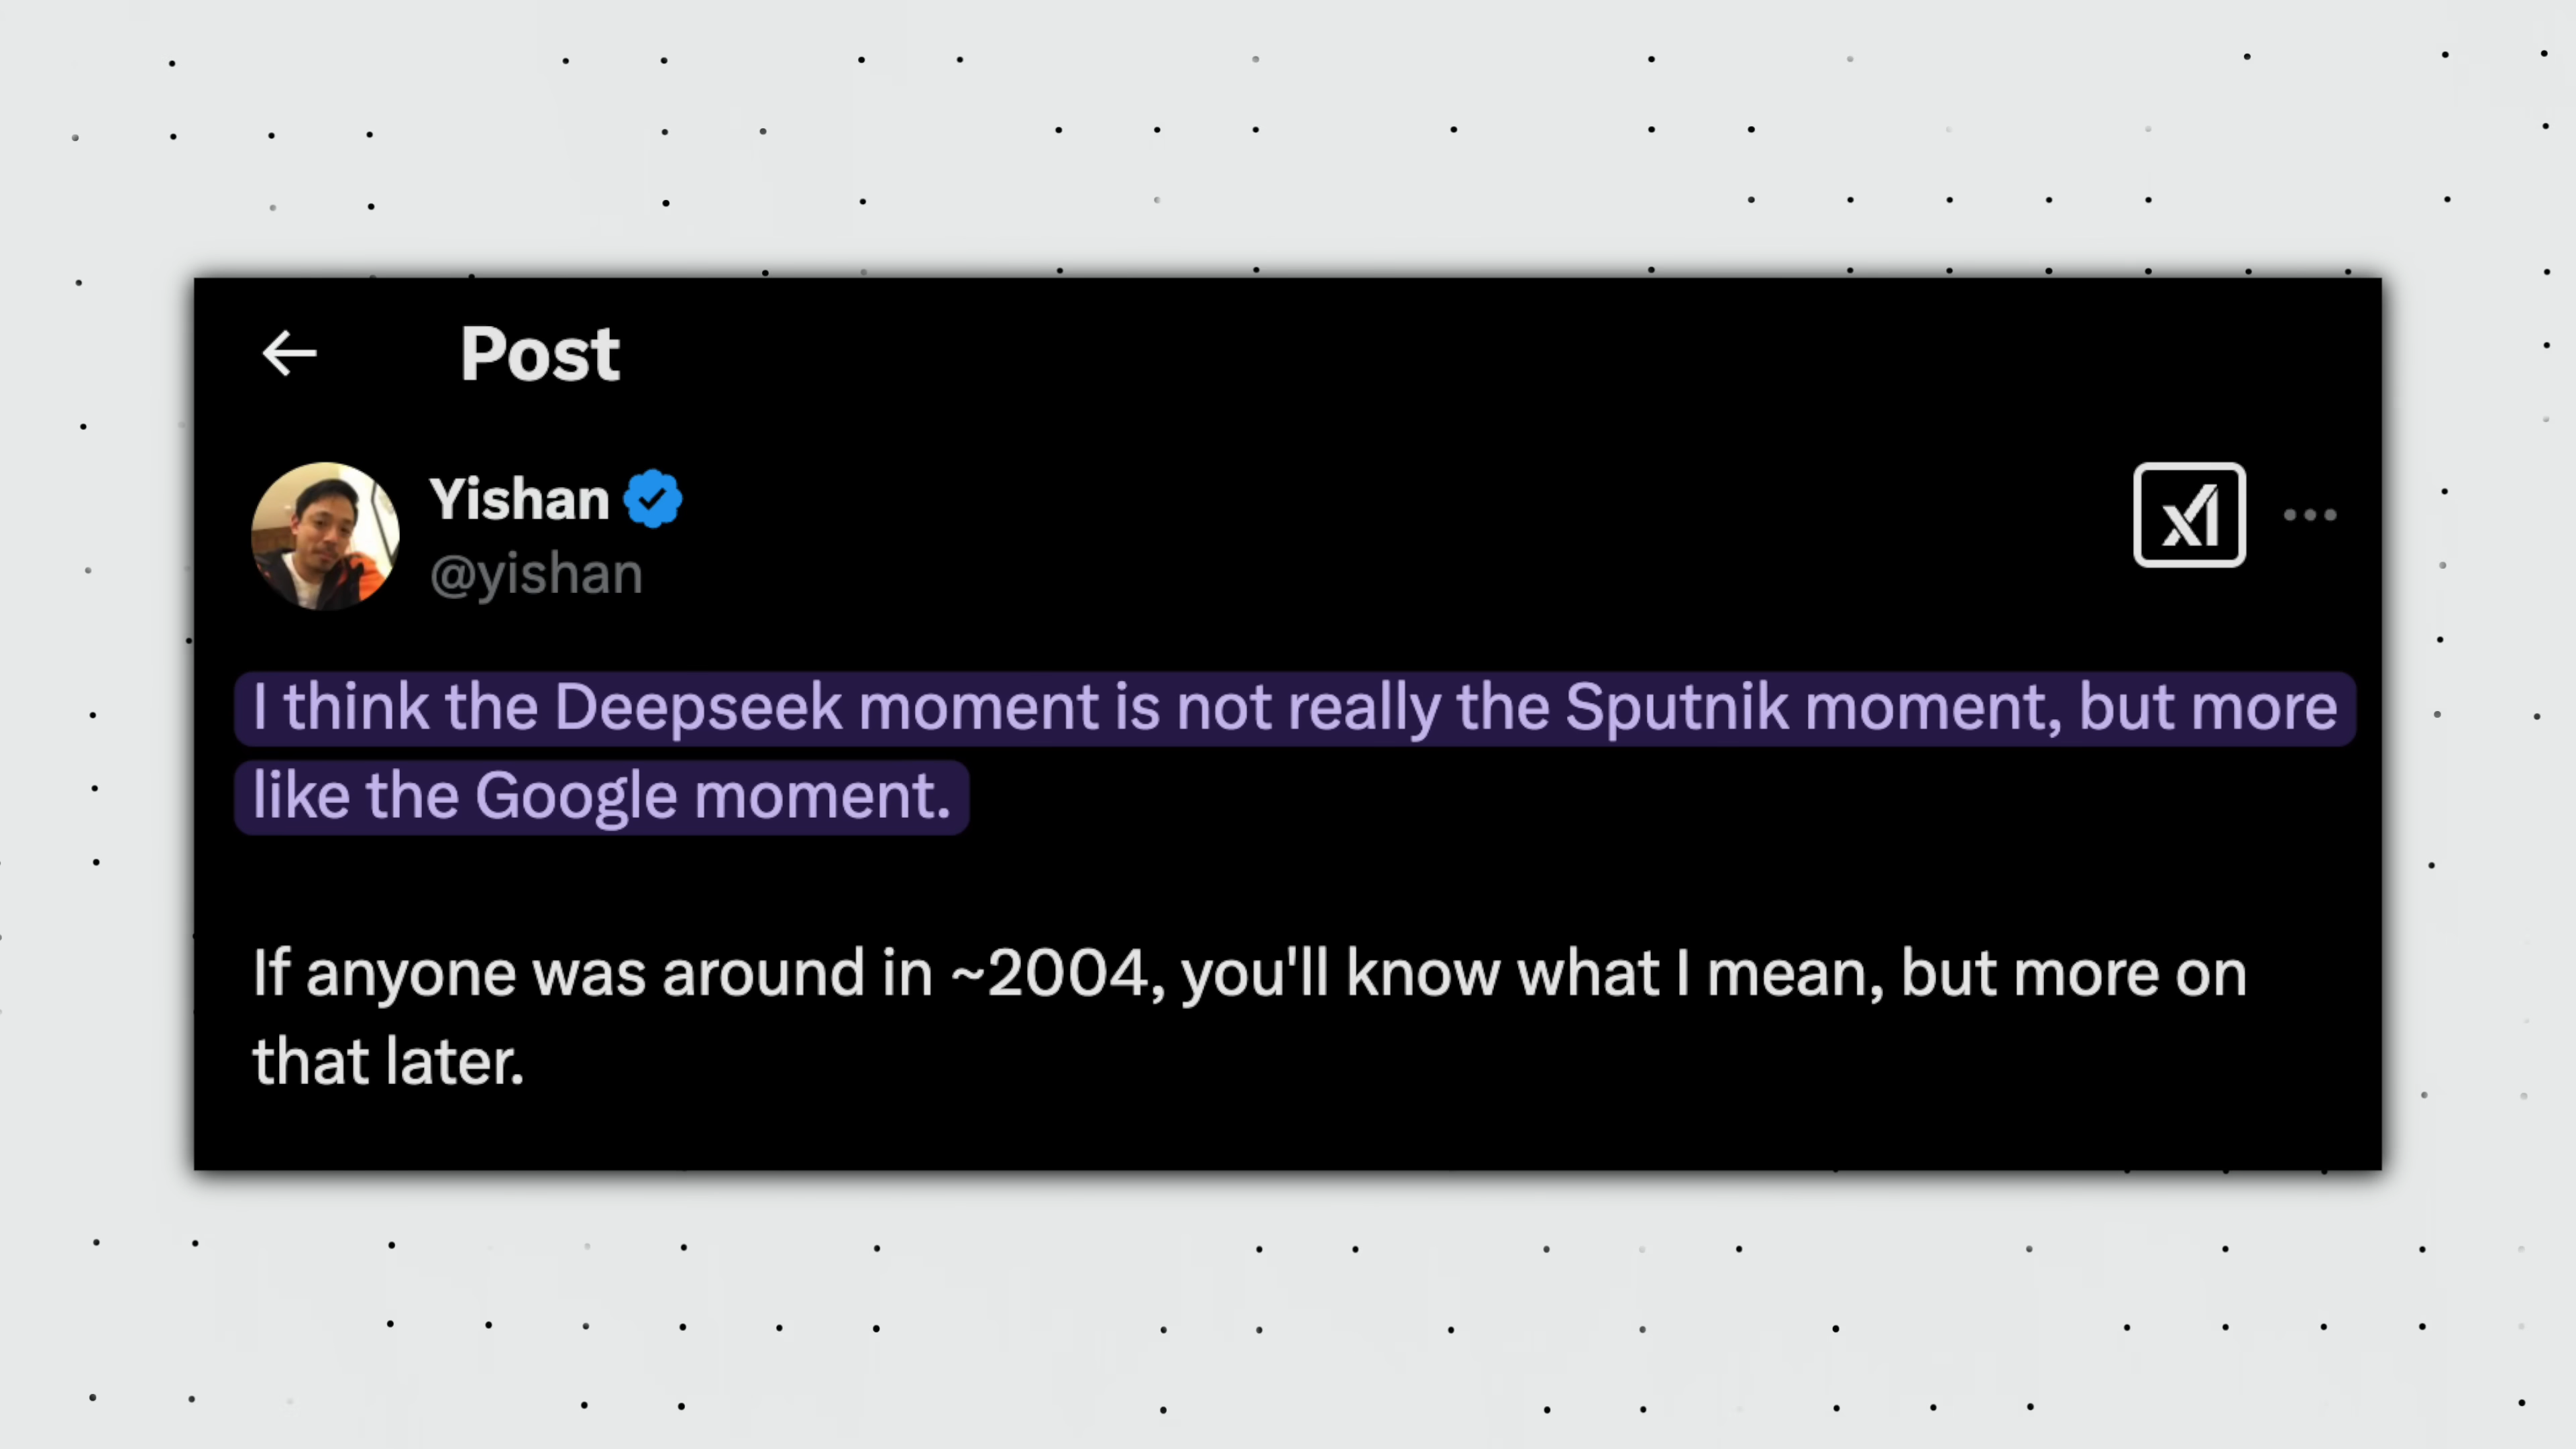 Post
Yishan
@yishan
I think the Deepseek moment is not really the Sputnik moment, but more
like the Google moment.
If anyone was around in ~2004, you'll know what I mean, but more on
that later.